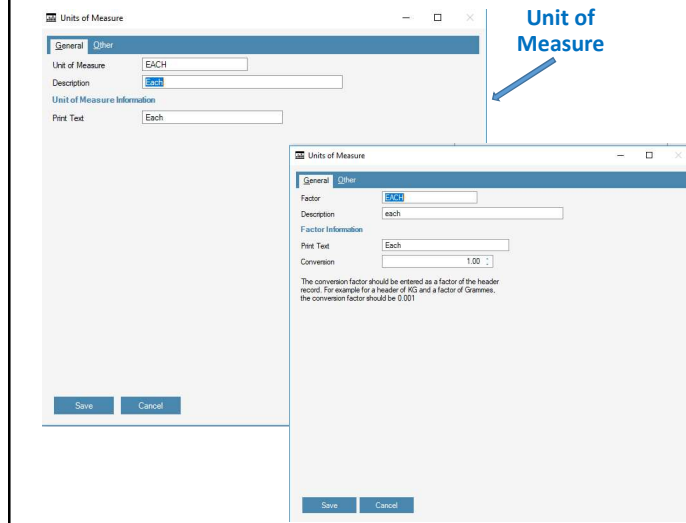 Units of Measure
Unit of
Measure
General Other
Unit of Measure EACH
Description Each
Unit of Measure Information
Print Text Each
Save Cancel
Units of Measure
General Other
Factor EACH
Description each
Factor Information
Print Text Each
Conversion 1.00
The conversion factor should be entered as a factor of the header
record. For example for a header of KG and a factor of Grammes,
the conversion factor should be 0.001
Save Cancel